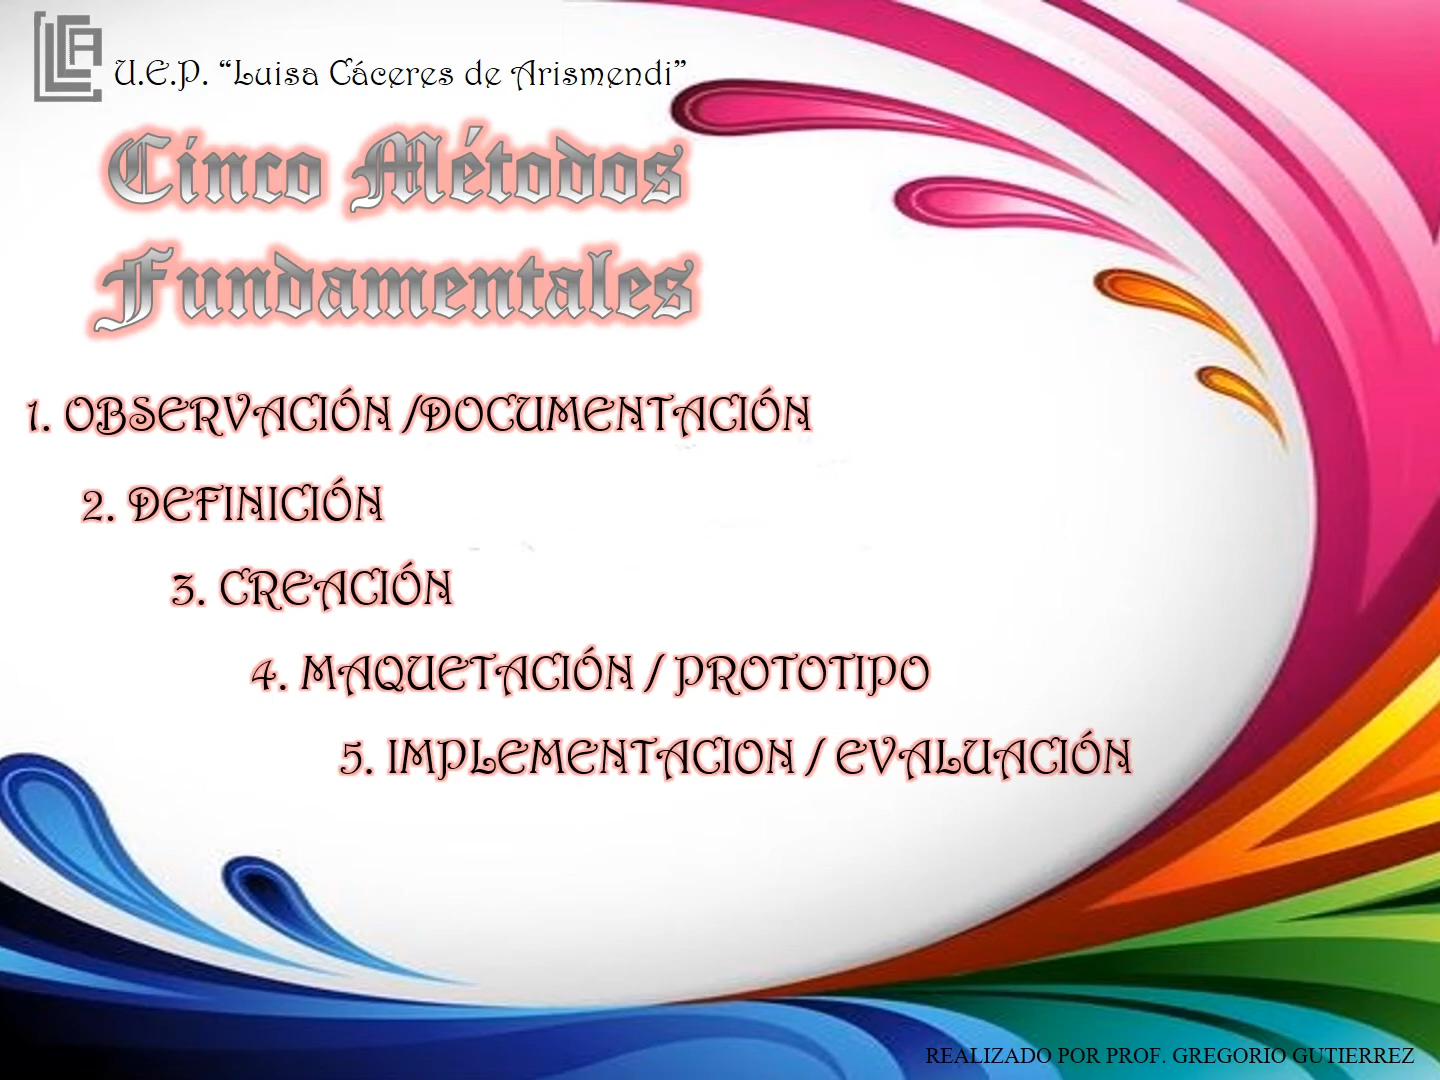 U.E.P. “Luisa Cáceres de Arismendi”
Cinco Métodos
Fundamentales
1. OBSERVACIÓN /DOCUMENTACIÓN
2. DEFINICIÓN
3. CREACIÓN
4. MAQUETACIÓN / PROTOTIPO
5. IMPLEMENTACION / EVALUACIÓN
REALIZADO POR PROF. GREGORIO GUTIERREZ